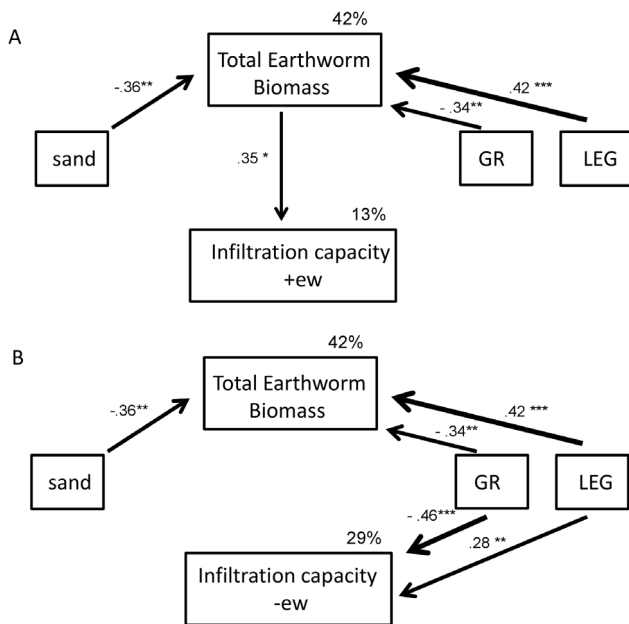 42%
A
Total Earthworm
Biomass
-.36**
.42 ***
- .34**
sand
GR
LEG
.35 *
13%
Infiltration capacity
+ew
B
42%
Total Earthworm
Biomass
-.36**
.42 ***
- .34**
sand
GR
LEG
- .46***
29%
.28 **
Infiltration capacity
-ew